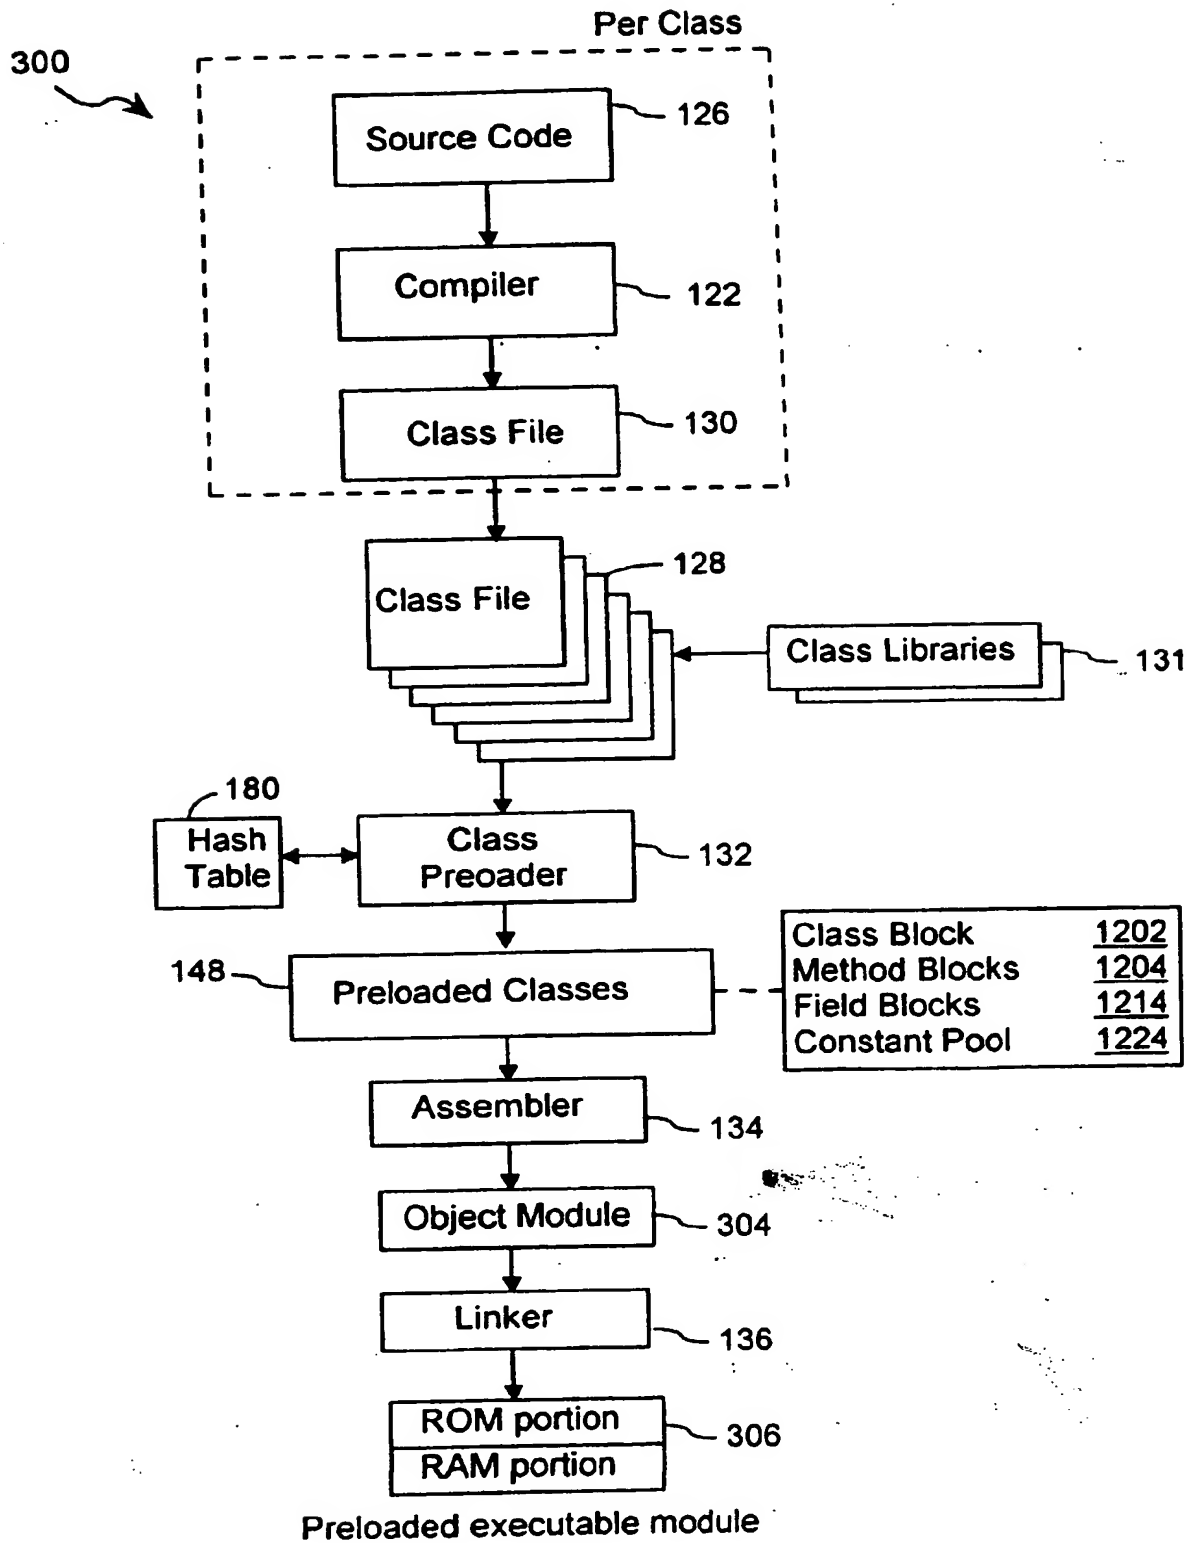 Per Class
300
Source Code
126
Compiler
122
Class File
130
Class File
128
Class Libraries
131
180
Hash
Table
Class
Preoader
132
148
Preloaded Classes
Class Block 1202
Method Blocks 1204
Field Blocks 1214
Constant Pool 1224
Assembler
134
Object Module
304
Linker
136
ROM portion
306
RAM portion
Preloaded executable module